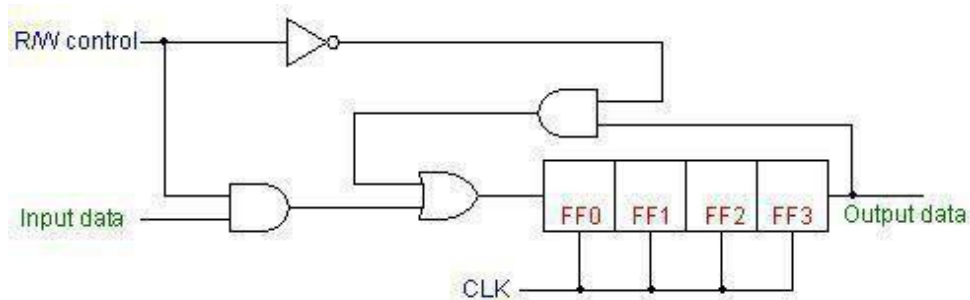 R/W control
Input data
FF0 FF1 FF2 FF3
Output data
CLK